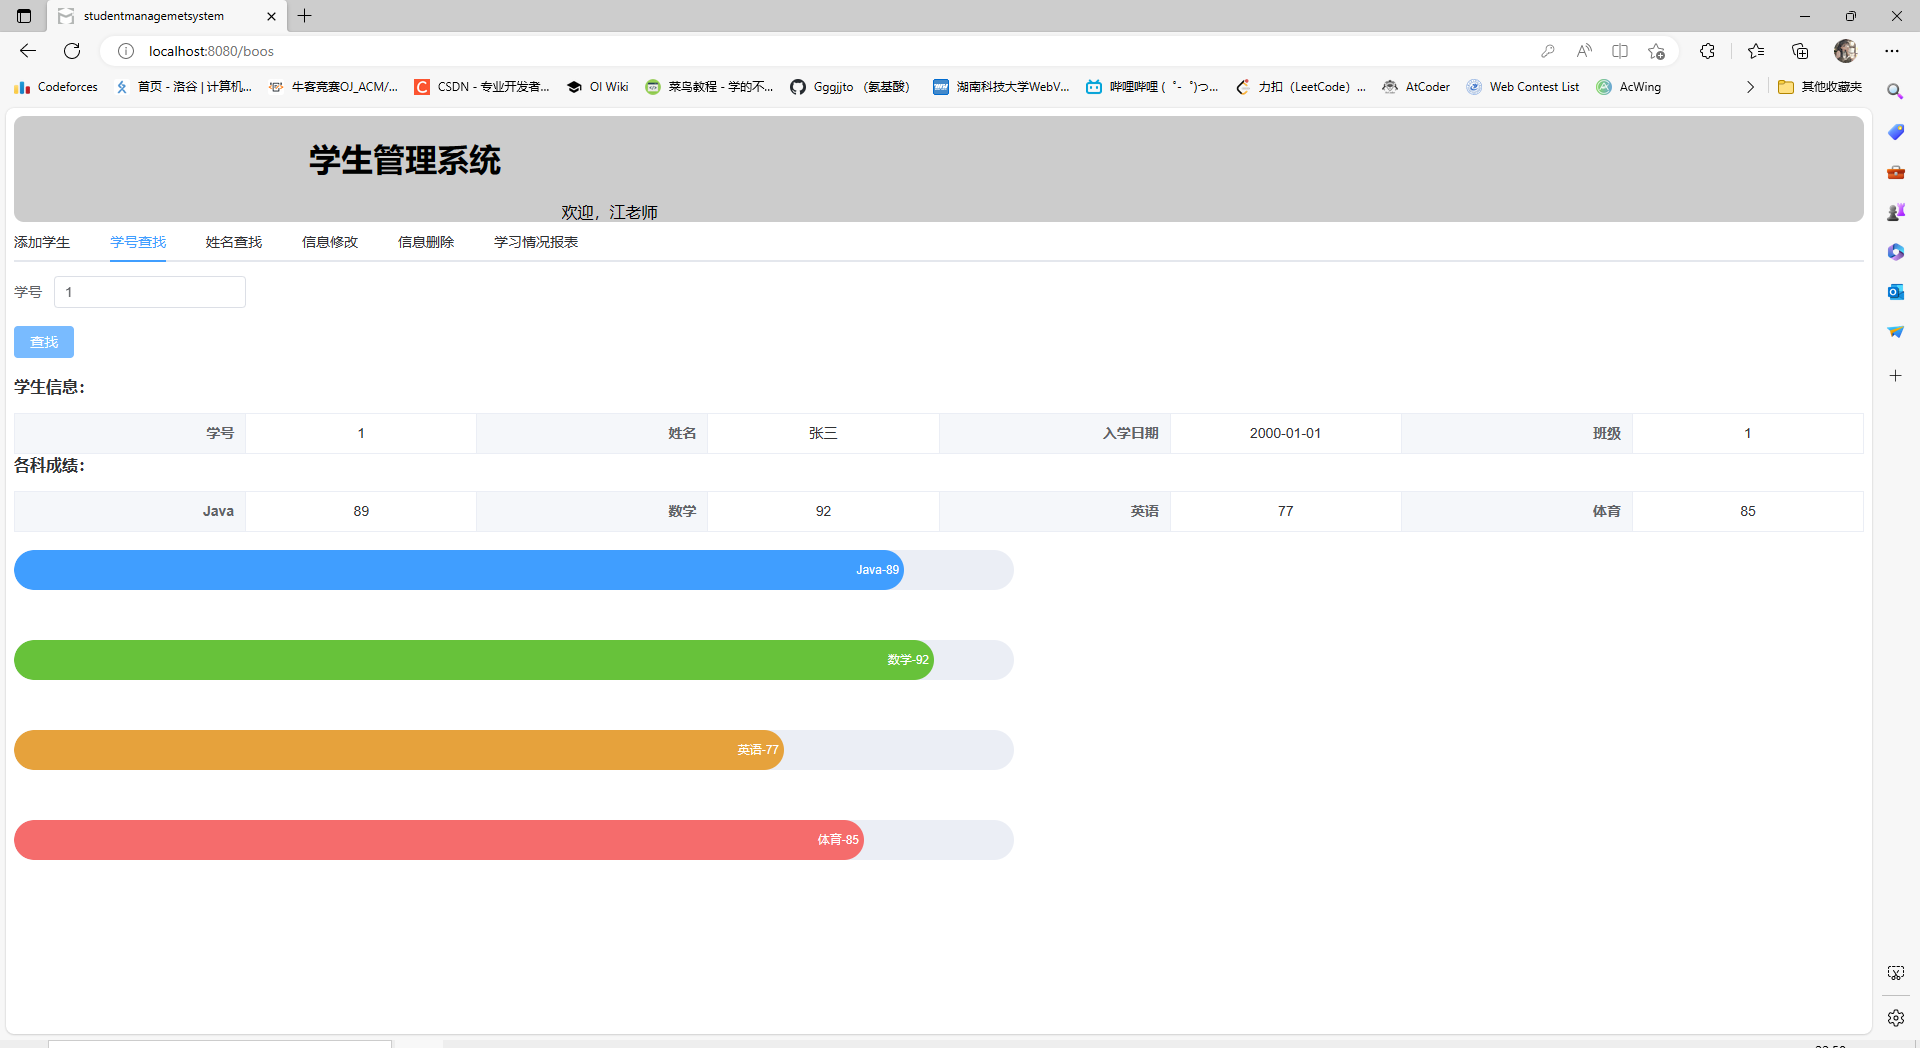 studentmanagemetsystem
localhost:8080/boos
Codeforces 首页 - 洛谷 | 计算机... 牛客竞赛OJ_ACM/... CSDN - 专业开发者... OI Wiki 菜鸟教程 - 学的不... Gggjjto （氨基酸） 湖南科技大学WebV... 哔哩哔哩 (゜-゜)つ... 力扣（LeetCode）... AtCoder Web Contest List AcWing 其他收藏夹
学生管理系统
欢迎，江老师
添加学生 学号查找 姓名查找 信息修改 信息删除 学习情况报表
学号 1
查找
学生信息：
学号 1 姓名 张三 入学日期 2000-01-01 班级 1
各科成绩：
Java 89 数学 92 英语 77 体育 85
Java-89
数学-92
英语-77
体育-85